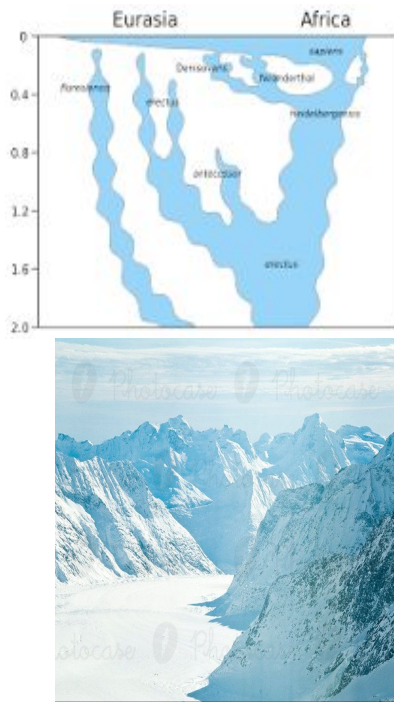 Eurasia Africa
0
sapiens
Denisovans
Neanderthal
floresiensis
0.4
erectus
heidelbergensis
0.8
antecessor
1.2
erectus
1.6
2.0
Photocase Photocase
Photocase Photocase